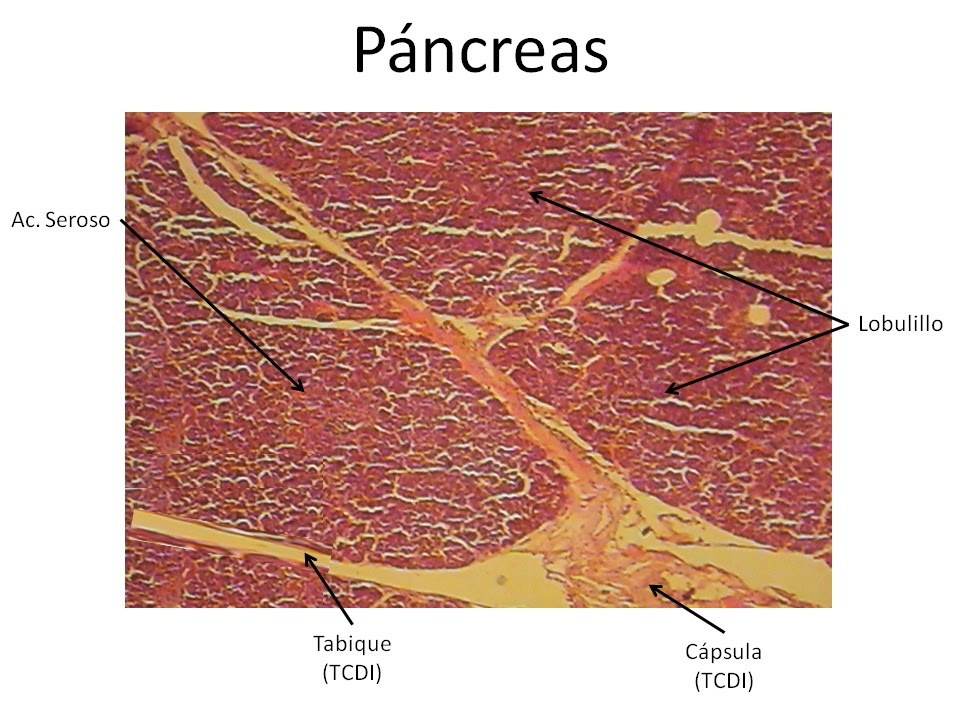 Páncreas
Ac. Seroso
Lobulillo
Tabique
(TCDI)
Cápsula
(TCDI)